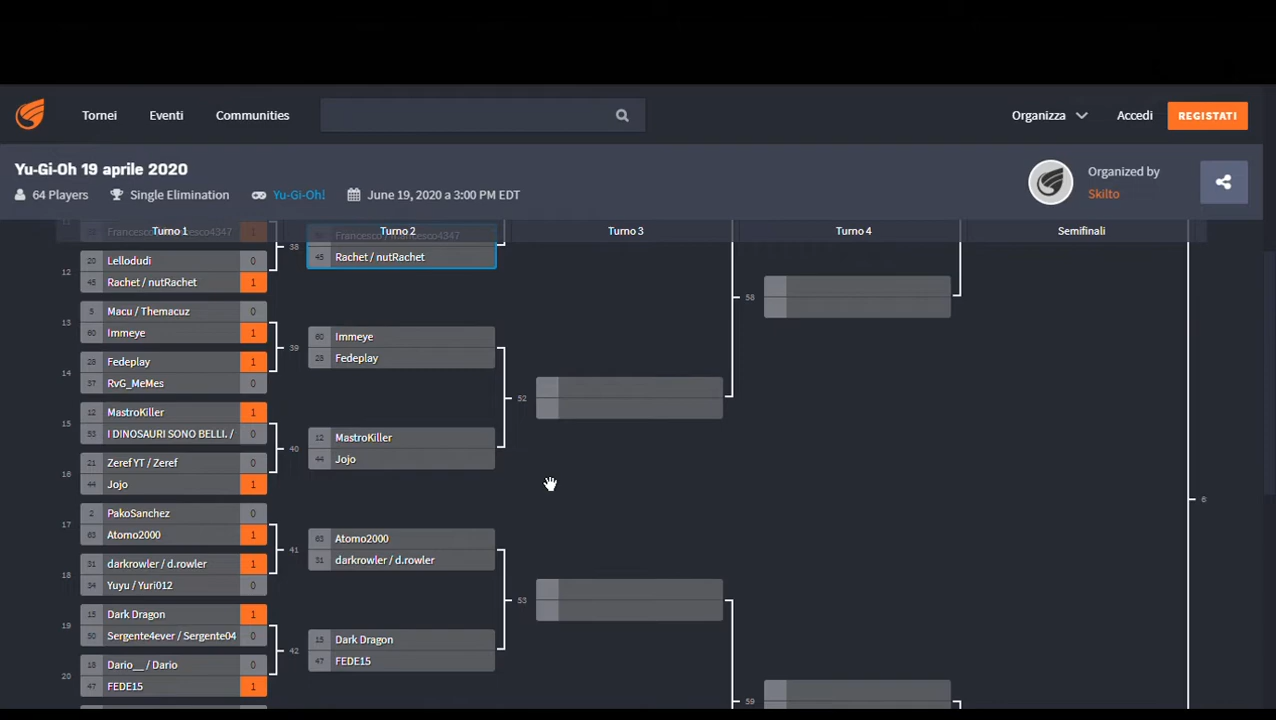 Tornei Eventi Communities Organizza Accedi REGISTATI
Yu-Gi-Oh 19 aprile 2020
64 Players Single Elimination Yu-Gi-Oh! June 19, 2020 a 3:00 PM EDT
Organized by
Skilto
Turno 1 Turno 2 Turno 3 Turno 4 Semifinali
1
38
45 Rachet / nutRachet
12
20 Lellodudi 0
45 Rachet / nutRachet 1
13
5 Macu / Themacuz 0
60 Immeye 1
39
60 Immeye
28 Fedeplay
14
28 Fedeplay 1
37 RvG_MeMes 0
15
12 MastroKiller 1
53 I DINOSAURI SONO BELLI. / 0
40
12 MastroKiller
44 Jojo
16
21 Zeref YT / Zeref 0
44 Jojo 1
17
2 PakoSanchez 0
63 Atomo2000 1
41
63 Atomo2000
31 darkrowler / d.rowler
18
31 darkrowler / d.rowler 1
34 Yuyu / Yuri012 0
19
15 Dark Dragon 1
50 Sergente4ever / Sergente04 0
42
15 Dark Dragon
47 FEDE15
20
18 Dario__ / Dario 0
47 FEDE15 1
52
53
58
59
6